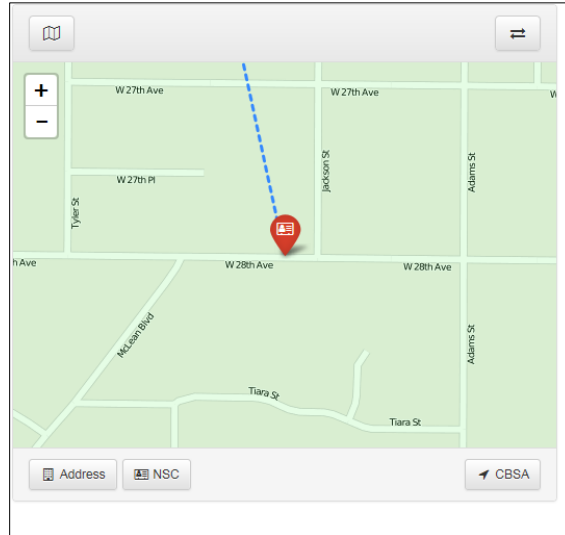 +
W 27th Ave
W 27th Ave
W
−
Jackson St
Adams St
W 27th Pl
Tyler St
h Ave
W 28th Ave
W 28th Ave
McLean Blvd
Adams St
Tiara St
Tiara St
Address
NSC
CBSA